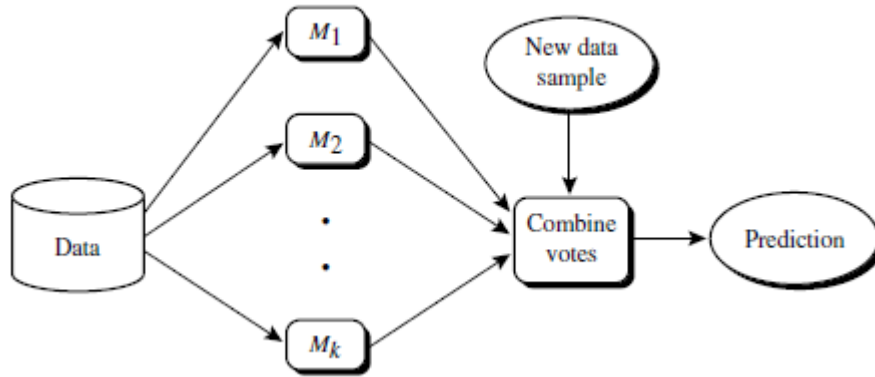 M1
New data
sample
M2
Data
Combine
votes
Prediction
Mk